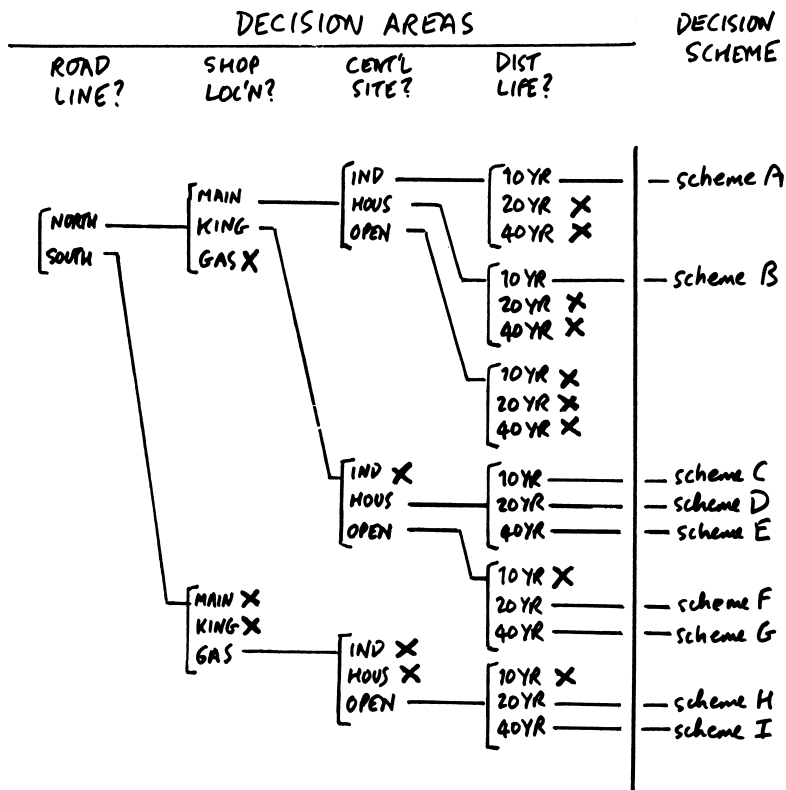 DECISION AREAS
DECISION SCHEME
ROAD LINE?
SHOP LOC'N?
CENT'L SITE?
DIST LIFE?
NORTH
SOUTH
MAIN
KING
GAS X
IND
HOUS
OPEN
10YR
20YR X
40YR X
scheme A
10YR
20YR X
40YR X
scheme B
10YR X
20YR X
40YR X
IND X
HOUS
OPEN
10YR
20YR
40YR
scheme C
scheme D
scheme E
10YR X
20YR
40YR
scheme F
scheme G
MAIN X
KING X
GAS
IND X
HOUS X
OPEN
10YR X
20YR
40YR
scheme H
scheme I